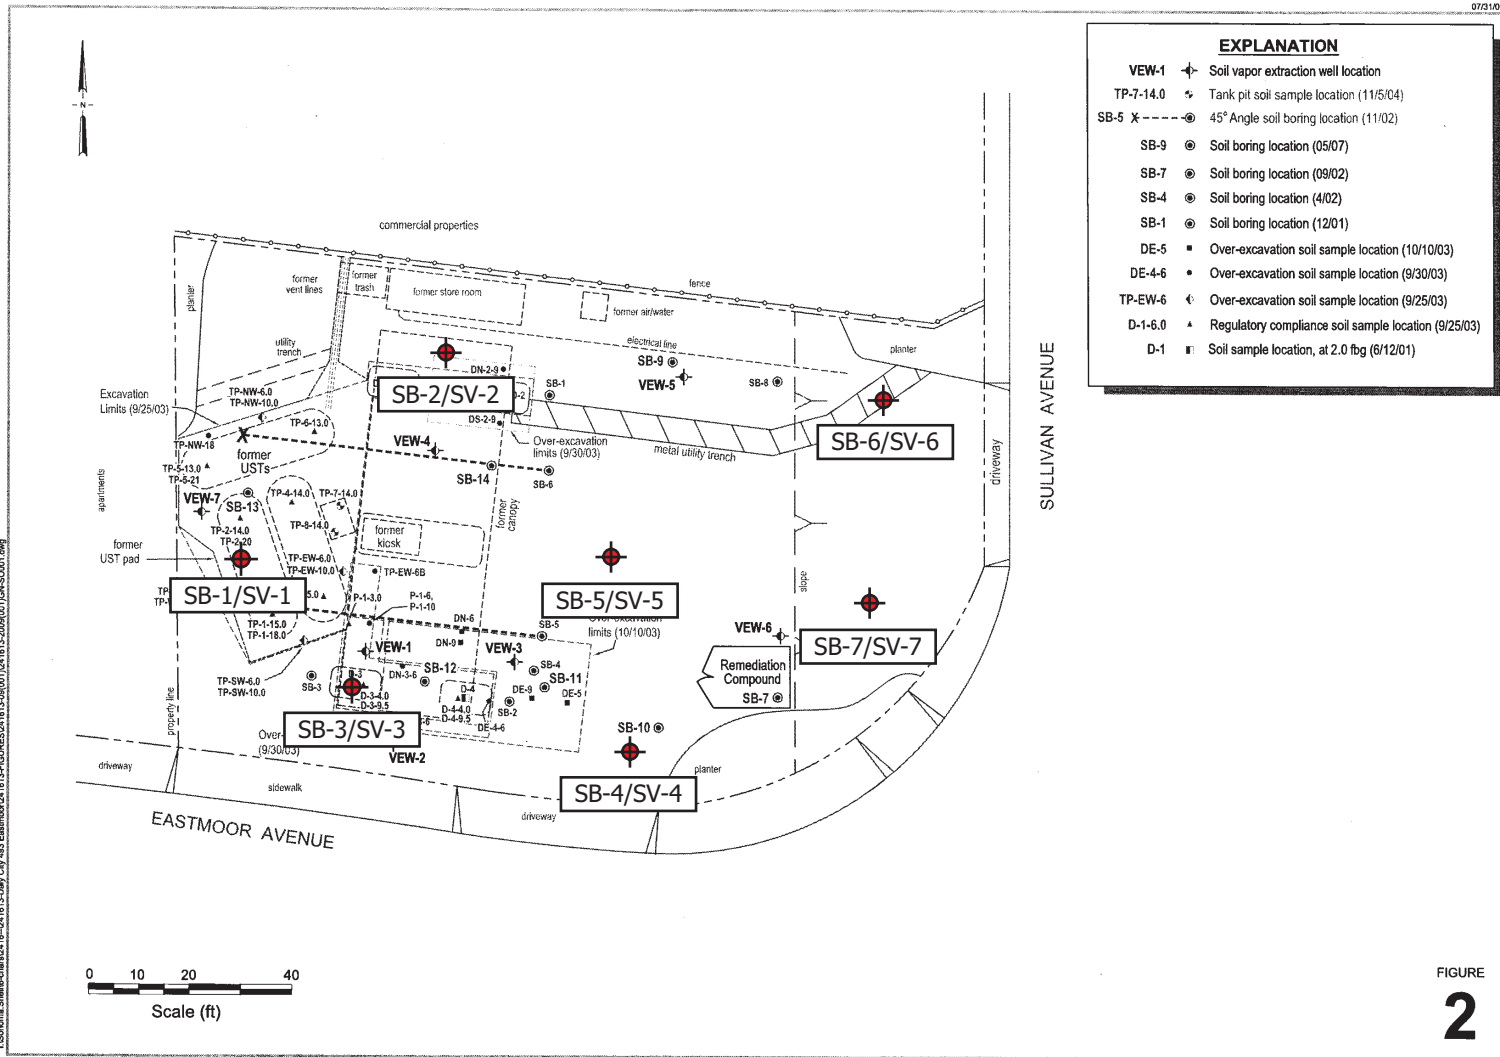 07/31/0
EXPLANATION
VEW-1 Soil vapor extraction well location
TP-7-14.0 Tank pit soil sample location (11/5/04)
SB-5 X 45° Angle soil boring location (11/02)
SB-9 Soil boring location (05/07)
SB-7 Soil boring location (09/02)
SB-4 Soil boring location (4/02)
SB-1 Soil boring location (12/01)
DE-5 Over-excavation soil sample location (10/10/03)
DE-4-6 Over-excavation soil sample location (9/30/03)
TP-EW-6 Over-excavation soil sample location (9/25/03)
D-1-6.0 Regulatory compliance soil sample location (9/25/03)
D-1 Soil sample location, at 2.0 fbg (6/12/01)
N
commercial properties
fence
planter
former
vent lines
former
trash
former store room
former air/water
electrical line
utility
trench
planter
SULLIVAN AVENUE
driveway
SB-9
VEW-5
SB-8
SB-1
DN-2-9
SB-2/SV-2
DS-2-9
Excavation
Limits (9/25/03)
TP-NW-6.0
TP-NW-10.0
TP-6-13.0
TP-NW-18
X
former
USTs
TP-5-13.0
TP-5-21
VEW-4
Over-excavation
limits (9/30/03)
metal utility trench
SB-6/SV-6
SB-14
SB-6
apartments
VEW-7
SB-13
TP-4-14.0
TP-7-14.0
TP-2-14.0
TP-2-20
TP-8-14.0
former
canopy
former
kiosk
former
UST pad
TP-EW-6.0
TP-EW-10.0
TP-EW-6B
SB-1/SV-1
5.0
P-1-3.0
P-1-6,
P-1-10
TP-1-15.0
TP-1-18.0
SB-5/SV-5
limits (10/10/03)
slope
DN-6
DN-9
SB-5
VEW-1
VEW-3
VEW-6
SB-7/SV-7
Remediation
Compound
SB-7
TP-SW-6.0
TP-SW-10.0
SB-3
D-3
D-3-4.0
D-3-9.5
DN-3-6
SB-12
SB-4
SB-11
D-4
D-4-4.0
D-4-9.5
DE-9
DE-5
SB-2
DE-4-6
SB-3/SV-3
Over-
(9/30/03)
VEW-2
SB-10
SB-4/SV-4
planter
property line
driveway
sidewalk
driveway
EASTMOOR AVENUE
0 10 20 40
Scale (ft)
FIGURE
2